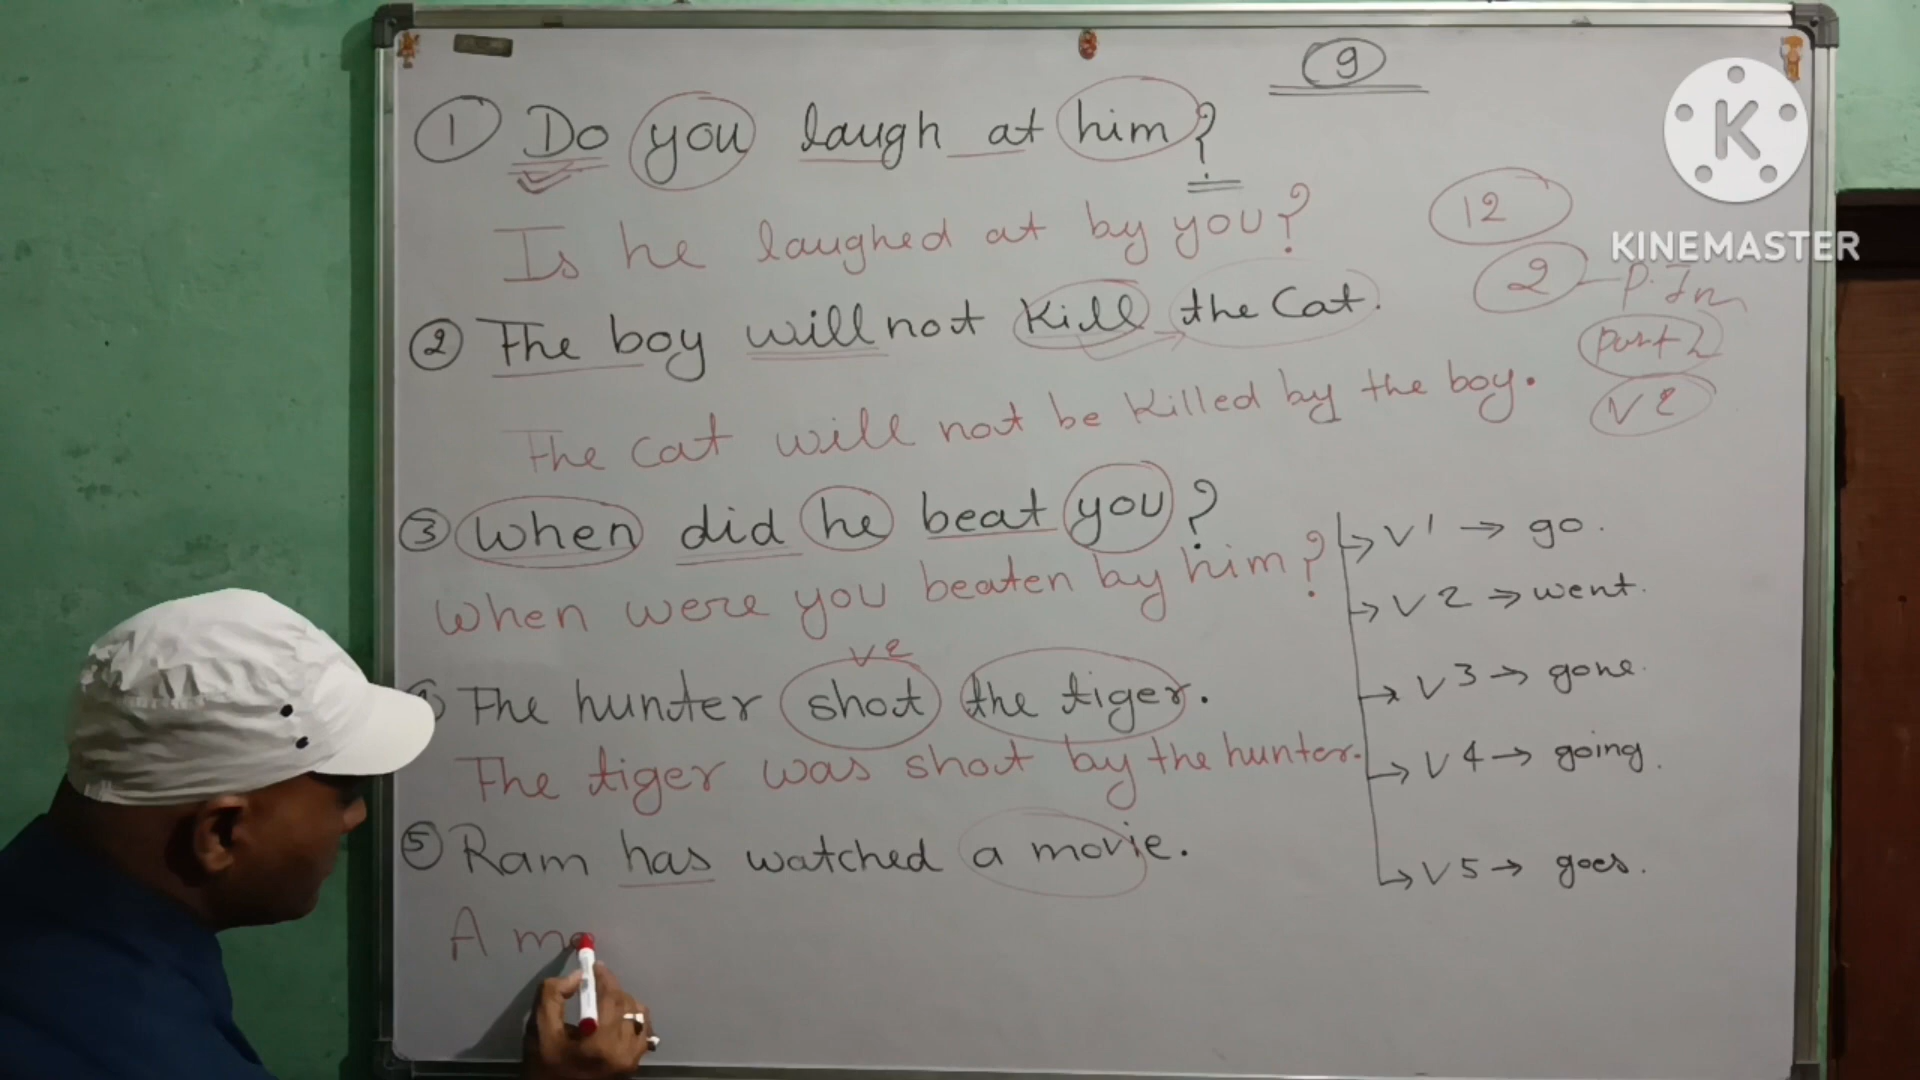 9
① Do you laugh at him?
Is he laughed at by you?
② The boy will not kill the Cat.
The cat will not be killed by the boy.
③ When did he beat you?
When were you beaten by him?
V2
The hunter shot the tiger.
The tiger was shot by the hunter.
⑤ Ram has watched a movie.
A mo
12
2 – P. In
Part 2
V2
→ V1 → go.
→ V2 → went.
→ V3 → gone.
→ V4 → going.
→ V5 → goes.
K
KINEMASTER